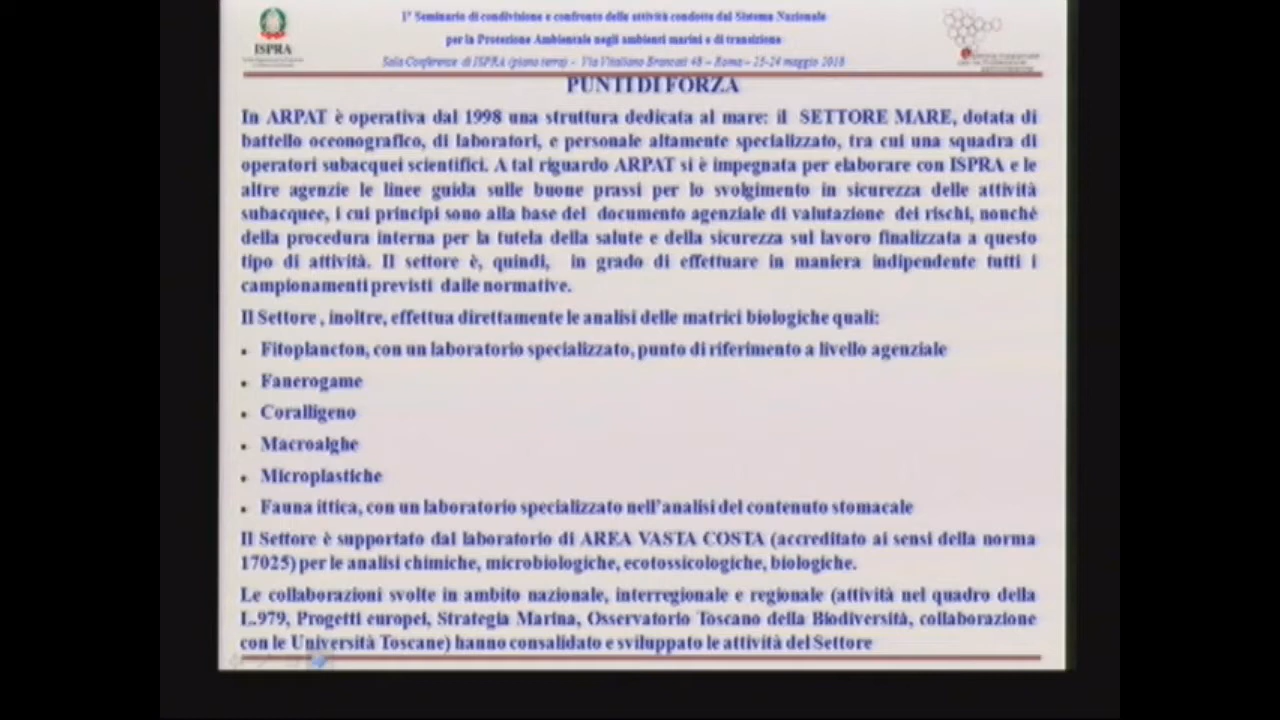 1° Seminario di condivisione e confronto delle attività condotte dal Sistema Nazionale
per la Protezione Ambientale negli ambienti marini e di transizione
Sala Conferenze di ISPRA (piano terra) - Via Vitaliano Brancati 48 – Roma – 23-24 maggio 2018
ISPRA
PUNTI DI FORZA
In ARPAT è operativa dal 1998 una struttura dedicata al mare: il SETTORE MARE, dotata di
battello oceonografico, di laboratori, e personale altamente specializzato, tra cui una squadra di
operatori subacquei scientifici. A tal riguardo ARPAT si è impegnata per elaborare con ISPRA e le
altre agenzie le linee guida sulle buone prassi per lo svolgimento in sicurezza delle attività
subacquee, i cui principi sono alla base del documento agenziale di valutazione dei rischi, nonché
della procedura interna per la tutela della salute e della sicurezza sul lavoro finalizzata a questo
tipo di attività. Il settore è, quindi, in grado di effettuare in maniera indipendente tutti i
campionamenti previsti dalle normative.
Il Settore , inoltre, effettua direttamente le analisi delle matrici biologiche quali:
• Fitoplancton, con un laboratorio specializzato, punto di riferimento a livello agenziale
• Fanerogame
• Coralligeno
• Macroalghe
• Microplastiche
• Fauna ittica, con un laboratorio specializzato nell'analisi del contenuto stomacale
Il Settore è supportato dal laboratorio di AREA VASTA COSTA (accreditato ai sensi della norma
17025) per le analisi chimiche, microbiologiche, ecotossicologiche, biologiche.
Le collaborazioni svolte in ambito nazionale, interregionale e regionale (attività nel quadro della
L.979, Progetti europei, Strategia Marina, Osservatorio Toscano della Biodiversità, collaborazione
con le Università Toscane) hanno consalidato e sviluppato le attività del Settore